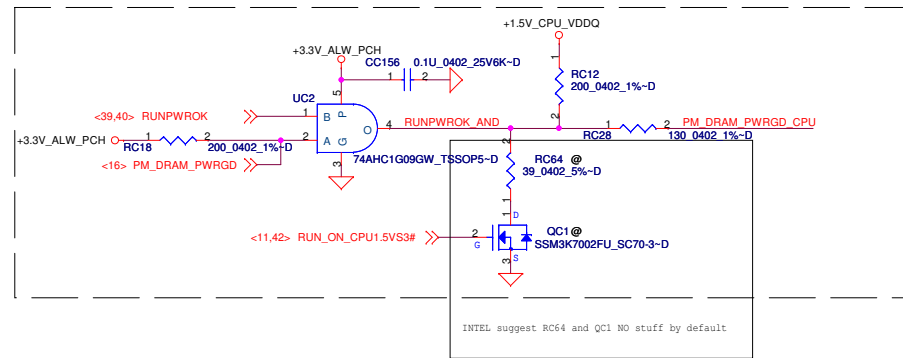 +1.5V_CPU_VDDQ
+3.3V_ALW_PCH
CC156 0.1U_0402_25V6K~D
1 2
1
RC12
200_0402_1%~D
2
UC2
5
<39,40> RUNPWROK
1 B P
O 4 RUNPWROK_AND
+3.3V_ALW_PCH
1 2
2 A G
RC18 200_0402_1%~D
3
74AHC1G09GW_TSSOP5~D
<16> PM_DRAM_PWRGD
1 2 PM_DRAM_PWRGD_CPU
RC28 130_0402_1%~D
2
RC64 @
39_0402_5%~D
1
1 D
<11,42> RUN_ON_CPU1.5VS3#
2 G
QC1 @
SSM3K7002FU_SC70-3~D
3 S
INTEL suggest RC64 and QC1 NO stuff by default